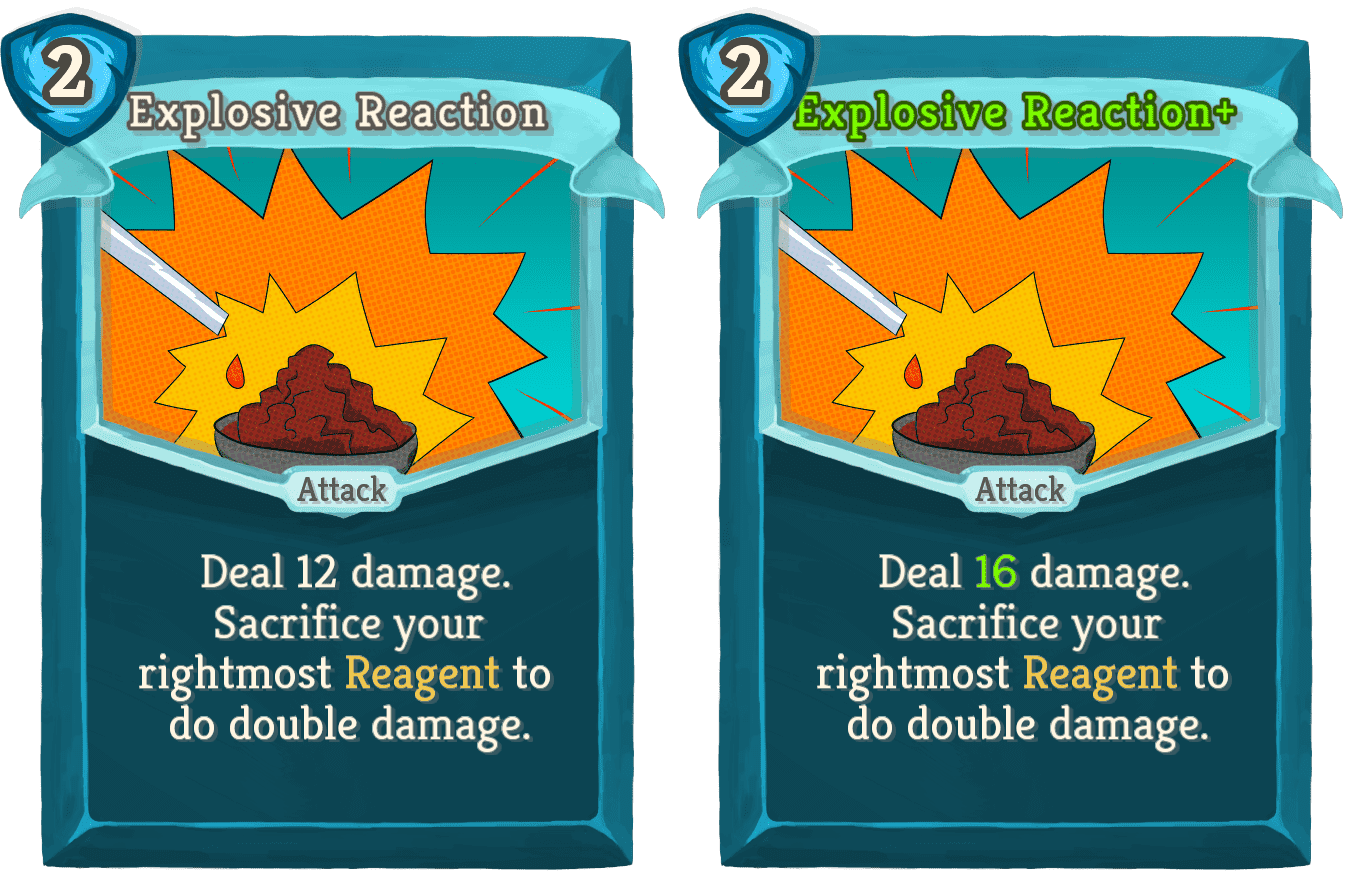 2
Explosive Reaction
Attack
Deal 12 damage.
Sacrifice your
rightmost Reagent to
do double damage.
2
Explosive Reaction+
Attack
Deal 16 damage.
Sacrifice your
rightmost Reagent to
do double damage.